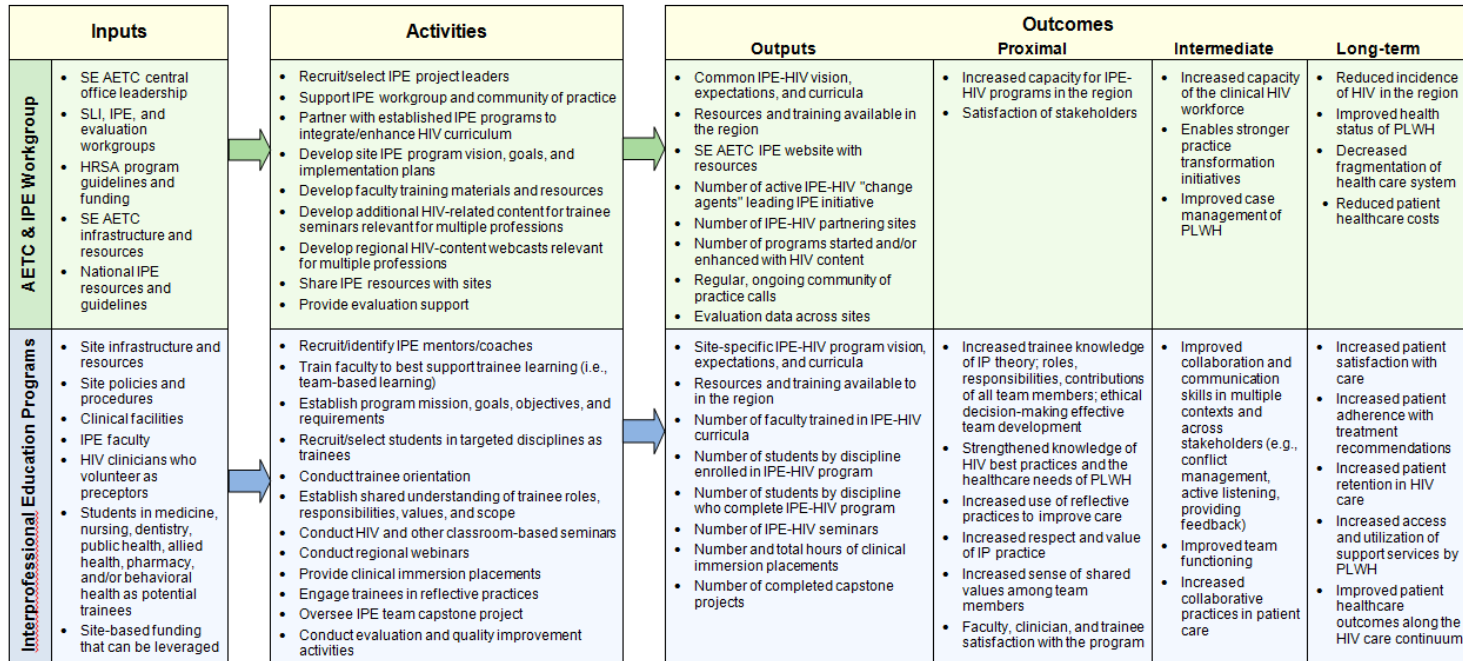 Inputs
Activities
Outcomes
Outputs
Proximal
Intermediate
Long-term
AETC & IPE Workgroup
• SE AETC central
office leadership
• SLI, IPE, and
evaluation
workgroups
• HRSA program
guidelines and
funding
• SE AETC
infrastructure and
resources
• National IPE
resources and
guidelines
• Recruit/select IPE project leaders
• Support IPE workgroup and community of practice
• Partner with established IPE programs to
integrate/enhance HIV curriculum
• Develop site IPE program vision, goals, and
implementation plans
• Develop faculty training materials and resources
• Develop additional HIV-related content for trainee
seminars relevant for multiple professions
• Develop regional HIV-content webcasts relevant
for multiple professions
• Share IPE resources with sites
• Provide evaluation support
• Common IPE-HIV vision,
expectations, and curricula
• Resources and training available in
the region
• SE AETC IPE website with
resources
• Number of active IPE-HIV "change
agents" leading IPE initiative
• Number of IPE-HIV partnering sites
• Number of programs started and/or
enhanced with HIV content
• Regular, ongoing community of
practice calls
• Evaluation data across sites
• Increased capacity for IPE-
HIV programs in the region
• Satisfaction of stakeholders
• Increased capacity
of the clinical HIV
workforce
• Enables stronger
practice
transformation
initiatives
• Improved case
management of
PLWH
• Reduced incidence
of HIV in the region
• Improved health
status of PLWH
• Decreased
fragmentation of
health care system
• Reduced patient
healthcare costs
Interprofessional Education Programs
• Site infrastructure and
resources
• Site policies and
procedures
• Clinical facilities
• IPE faculty
• HIV clinicians who
volunteer as
preceptors
• Students in medicine,
nursing, dentistry,
public health, allied
health, pharmacy,
and/or behavioral
health as potential
trainees
• Site-based funding
that can be leveraged
• Recruit/identify IPE mentors/coaches
• Train faculty to best support trainee learning (i.e.,
team-based learning)
• Establish program mission, goals, objectives, and
requirements
• Recruit/select students in targeted disciplines as
trainees
• Conduct trainee orientation
• Establish shared understanding of trainee roles,
responsibilities, values, and scope
• Conduct HIV and other classroom-based seminars
• Conduct regional webinars
• Provide clinical immersion placements
• Engage trainees in reflective practices
• Oversee IPE team capstone project
• Conduct evaluation and quality improvement
activities
• Site-specific IPE-HIV program vision,
expectations, and curricula
• Resources and training available to
in the region
• Number of faculty trained in IPE-HIV
curricula
• Number of students by discipline
enrolled in IPE-HIV program
• Number of students by discipline
who complete IPE-HIV program
• Number of IPE-HIV seminars
• Number and total hours of clinical
immersion placements
• Number of completed capstone
projects
• Increased trainee knowledge
of IP theory; roles,
responsibilities, contributions
of all team members; ethical
decision-making effective
team development
• Strengthened knowledge of
HIV best practices and the
healthcare needs of PLWH
• Increased use of reflective
practices to improve care
• Increased respect and value
of IP practice
• Increased sense of shared
values among team
members
• Faculty, clinician, and trainee
satisfaction with the program
• Improved
collaboration and
communication
skills in multiple
contexts and
across
stakeholders (e.g.,
conflict
management,
active listening,
providing
feedback)
• Improved team
functioning
• Increased
collaborative
practices in patient
care
• Increased patient
satisfaction with
care
• Increased patient
adherence with
treatment
recommendations
• Increased patient
retention in HIV
care
• Increased access
and utilization of
support services by
PLWH
• Improved patient
healthcare
outcomes along the
HIV care continuum